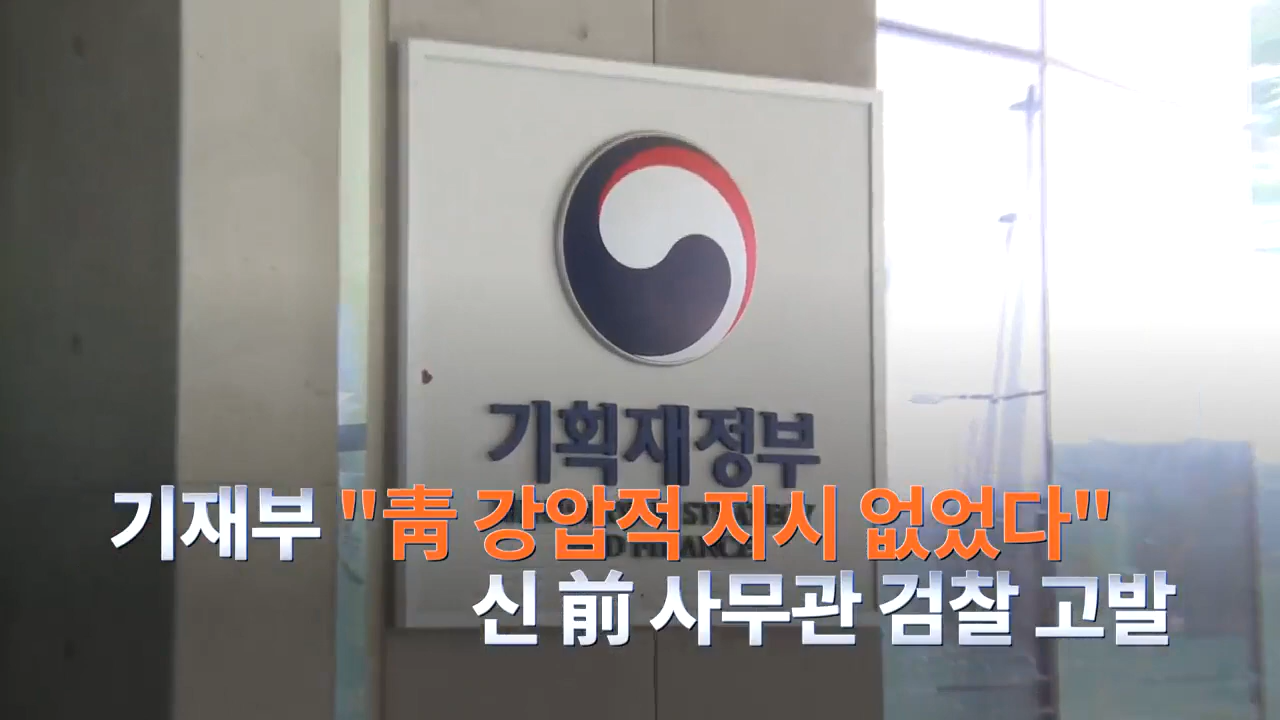 기획재정부
기재부 "靑 강압적 지시 없었다"
신 前 사무관 검찰 고발